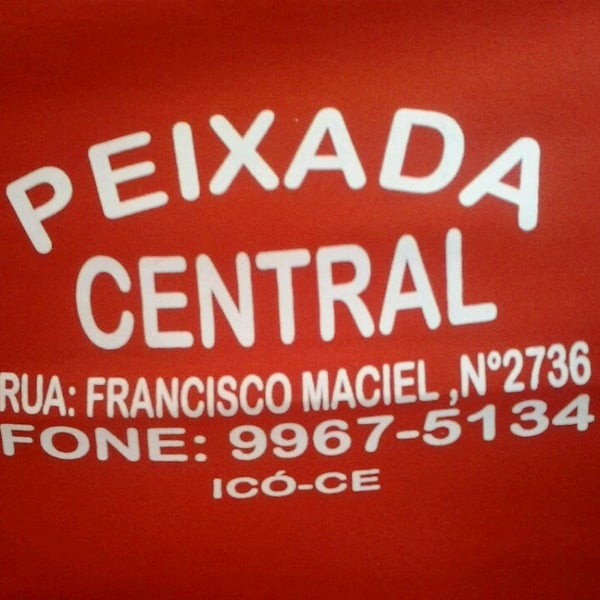 PEIXADA
CENTRAL
RUA: FRANCISCO MACIEL ,Nº2736
FONE: 9967-5134
ICÓ-CE